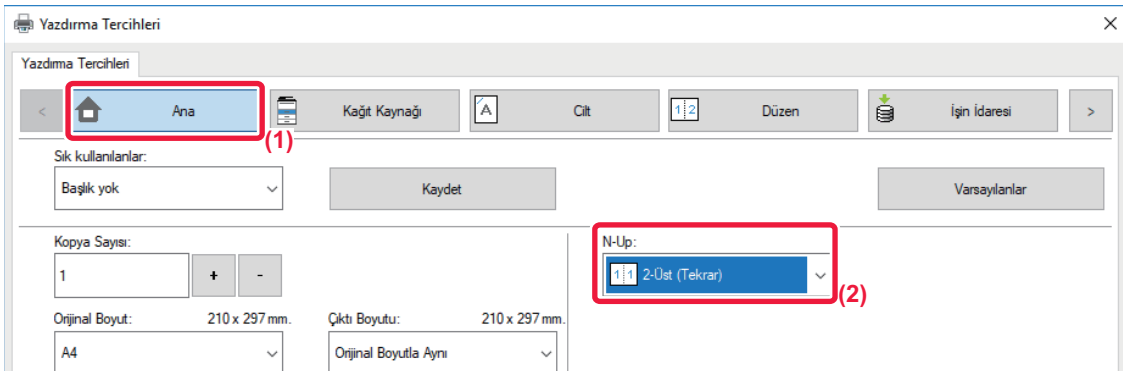 Yazdırma Tercihleri
Yazdırma Tercihleri
< Ana Kağıt Kaynağı A Cilt 1 2 Düzen İşin İdaresi >
(1)
Sık kullanılanlar:
Başlık yok Kaydet Varsayılanlar
Kopya Sayısı: N-Up:
1 + - 1 1 2-Üst (Tekrar)
(2)
Orijinal Boyut: 210 x 297 mm. Çıktı Boyutu: 210 x 297 mm.
A4 Orijinal Boyutla Aynı